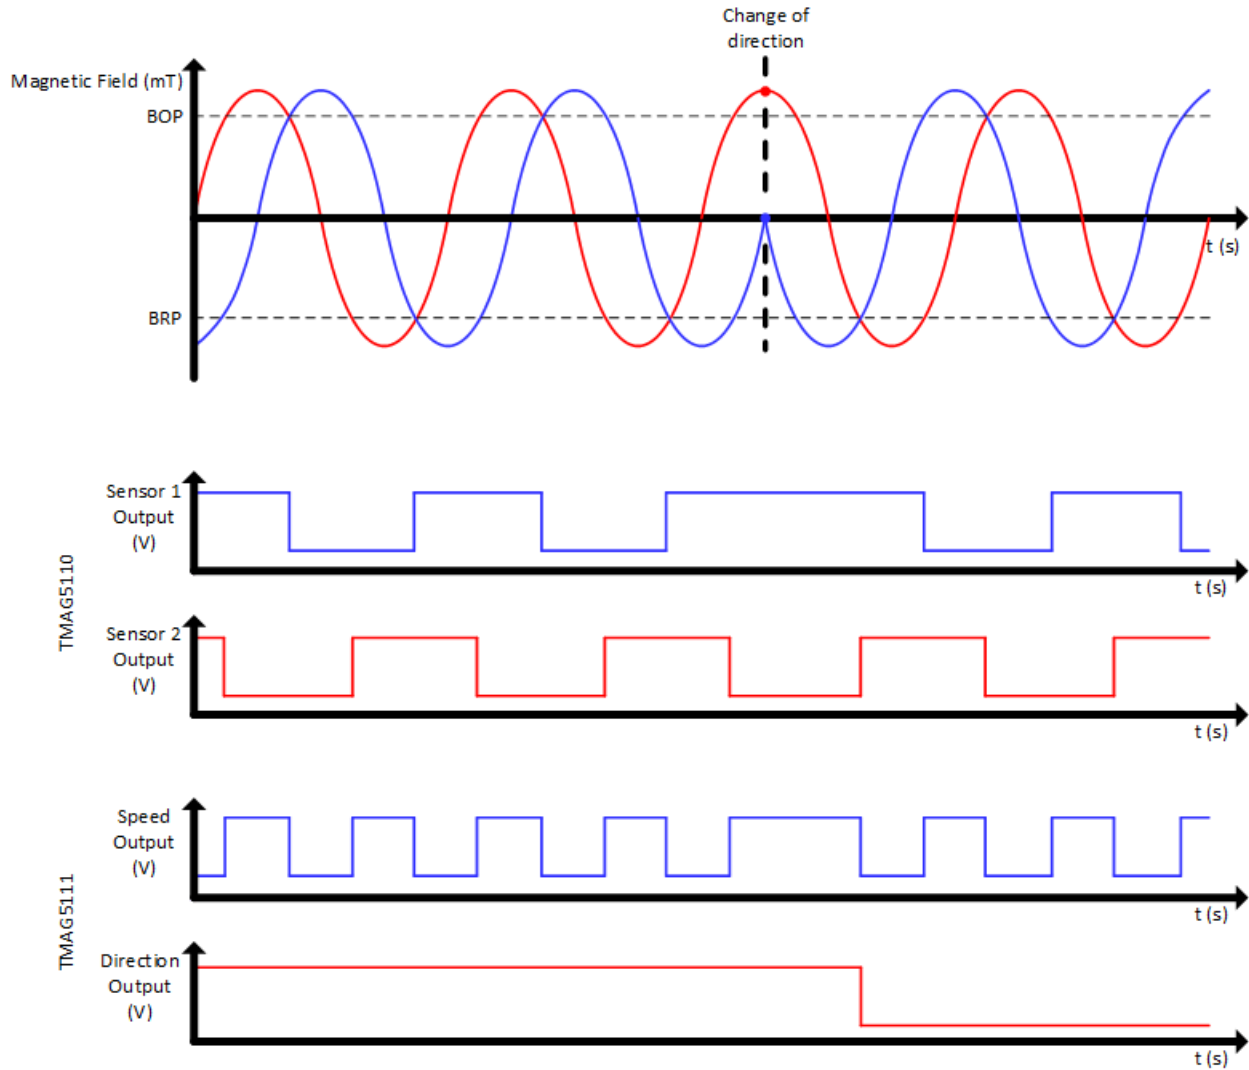 Change of
direction
Magnetic Field (mT)
BOP
BRP
t (s)
Sensor 1
Output
(V)
t (s)
TMAG5110
Sensor 2
Output
(V)
t (s)
Speed
Output
(V)
t (s)
TMAG5111
Direction
Output
(V)
t (s)